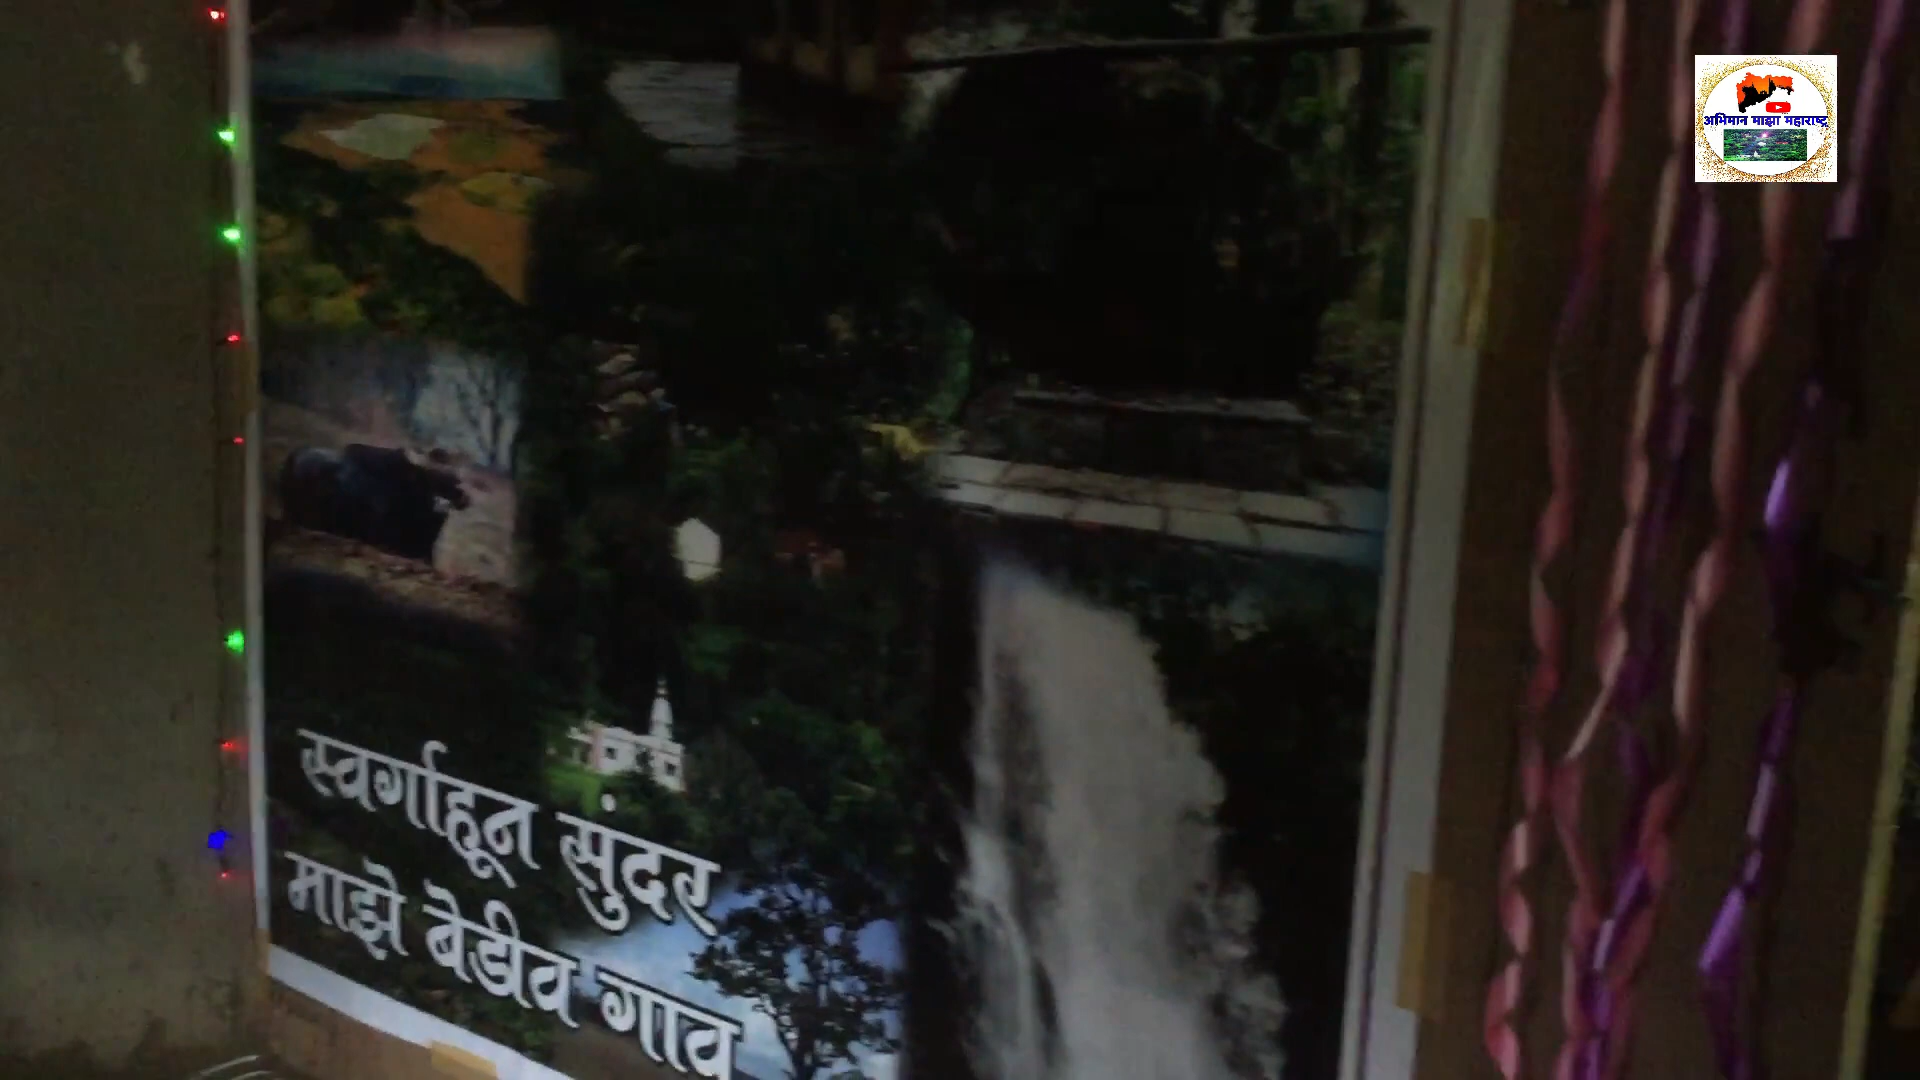 अभिमान माझा महाराष्ट्र
स्वर्गाहून सुंदर
माझे बेडीव गाव